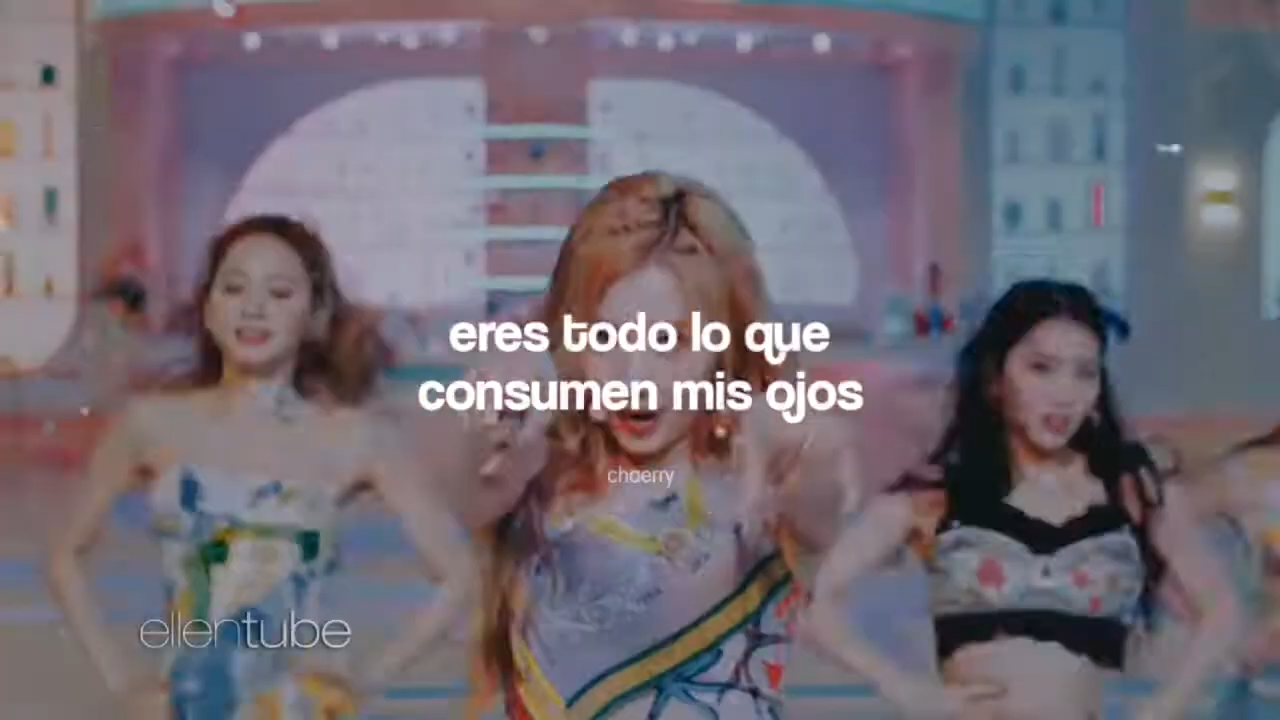 eres todo lo que
consumen mis ojos
chaerry
ellentube